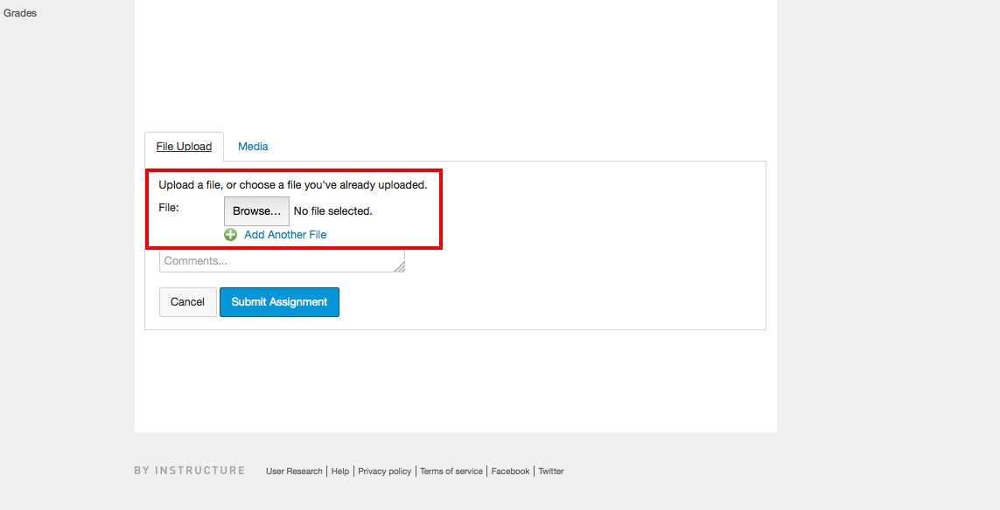 Grades
File Upload Media
Upload a file, or choose a file you've already uploaded.
File: Browse... No file selected.
Add Another File
Comments...
Cancel Submit Assignment
BY INSTRUCTURE User Research | Help | Privacy policy | Terms of service | Facebook | Twitter